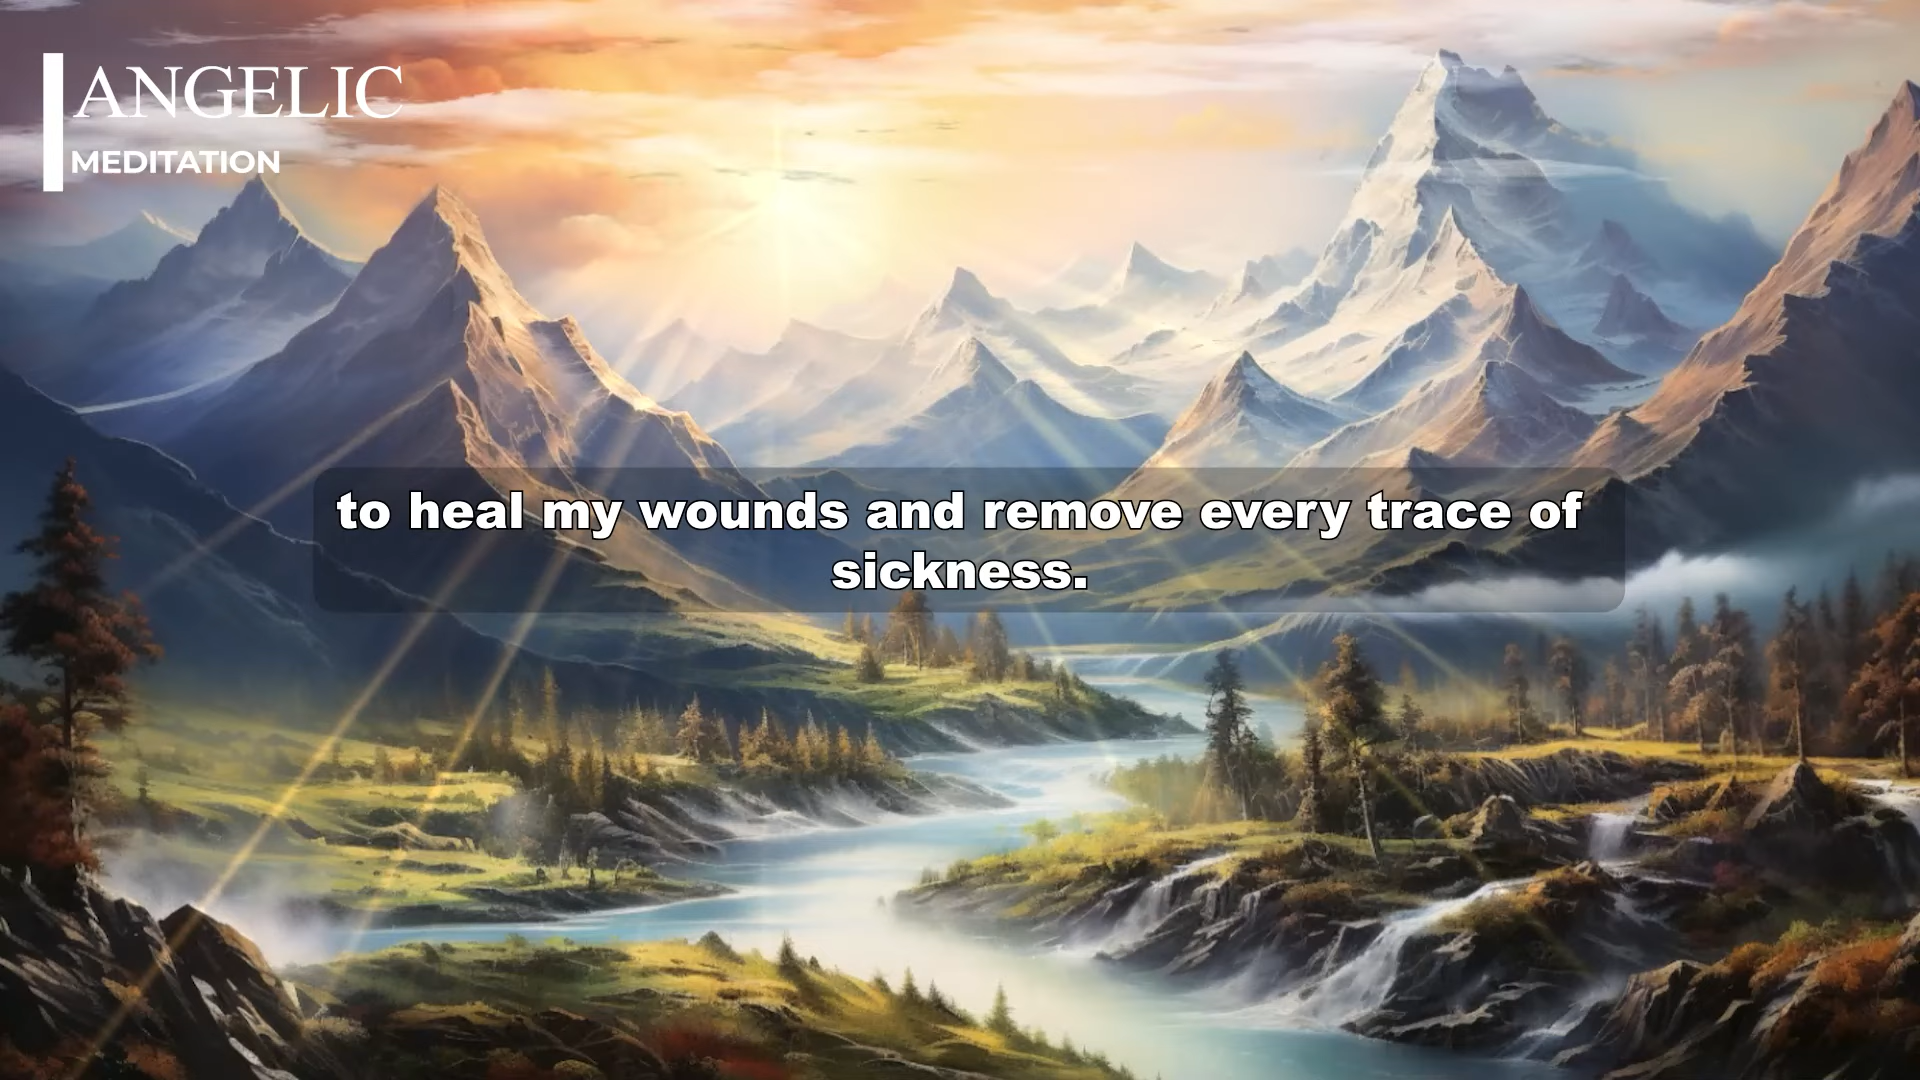 ANGELIC
MEDITATION
to heal my wounds and remove every trace of
sickness.